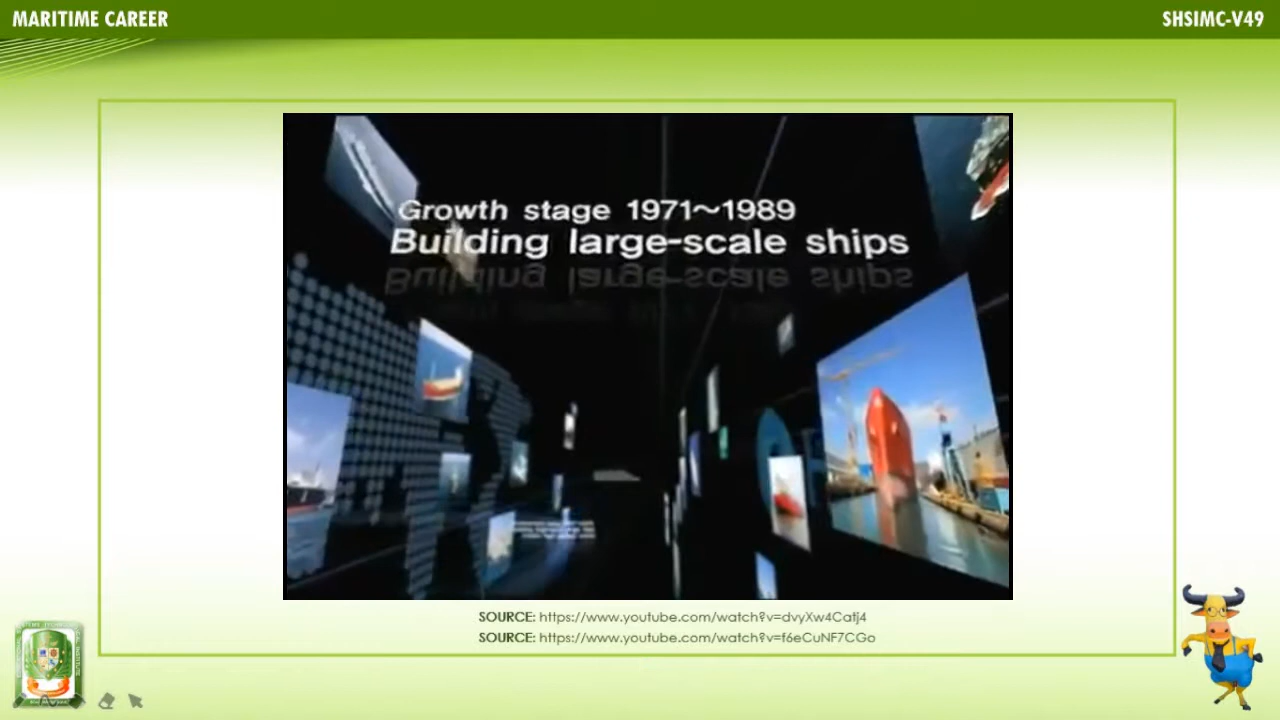 MARITIME CAREER
SHSIMC-V49
Growth stage 1971~1989
Building large-scale ships
SOURCE: https://www.youtube.com/watch?v=dvyXw4Catj4
SOURCE: https://www.youtube.com/watch?v=f6eCuNF7CGo